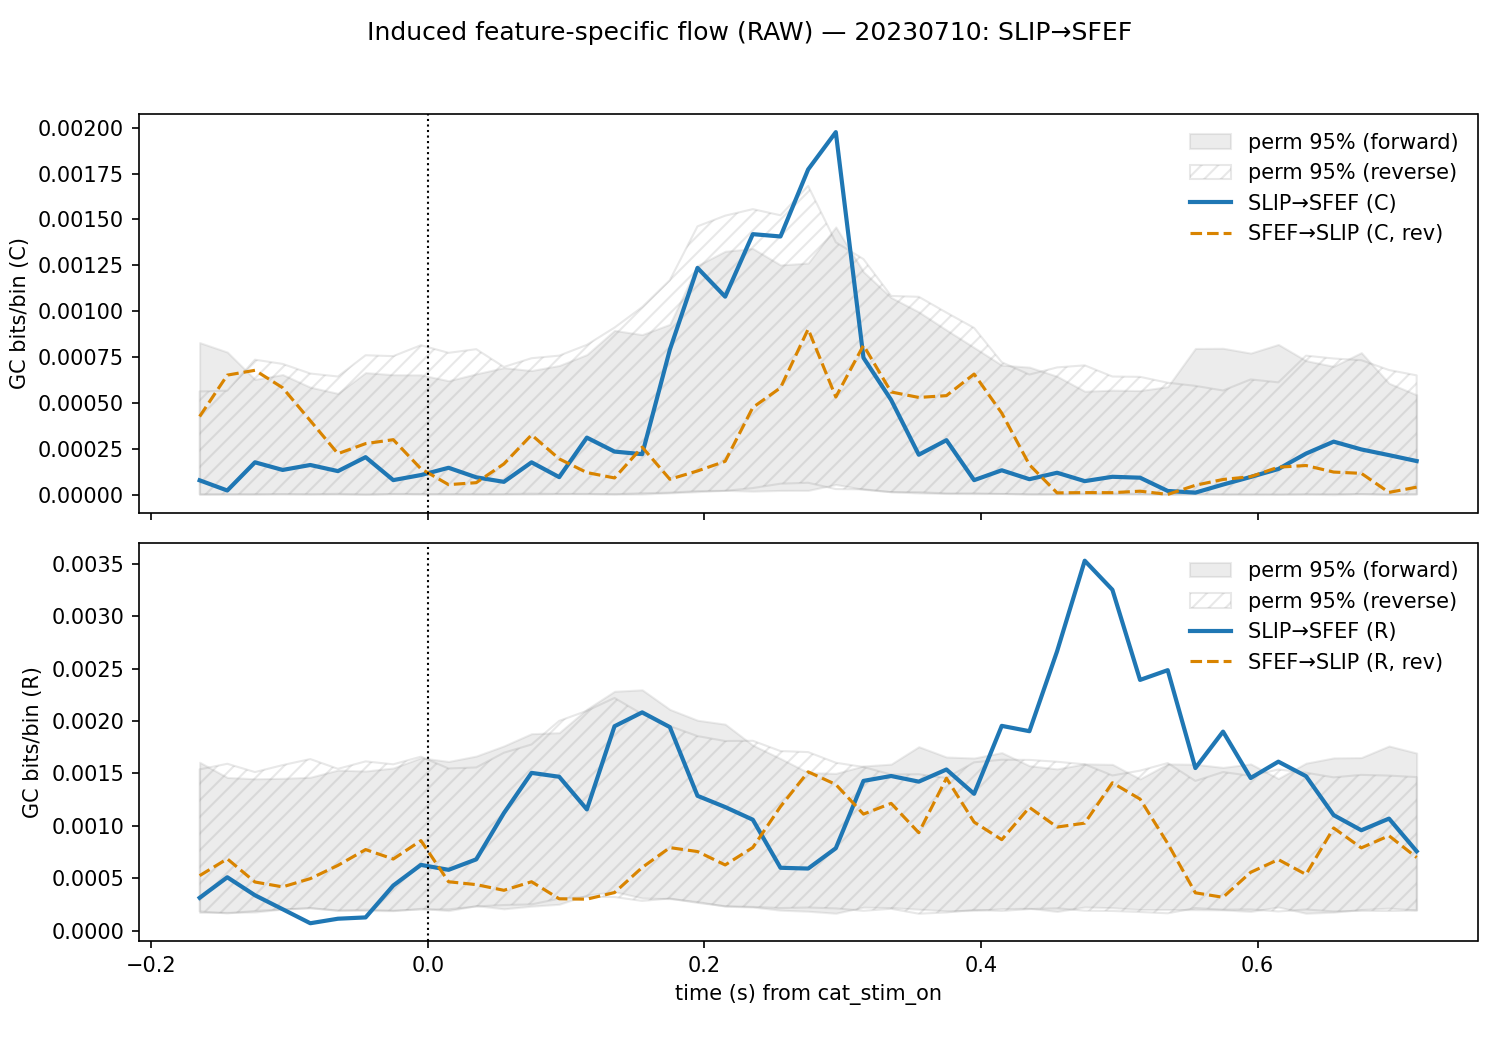 Induced feature-specific flow (RAW) — 20230710: SLIP→SFEF
GC bits/bin (C)
0.00200
0.00175
0.00150
0.00125
0.00100
0.00075
0.00050
0.00025
0.00000
perm 95% (forward)
perm 95% (reverse)
SLIP→SFEF (C)
SFEF→SLIP (C, rev)
GC bits/bin (R)
0.0035
0.0030
0.0025
0.0020
0.0015
0.0010
0.0005
0.0000
perm 95% (forward)
perm 95% (reverse)
SLIP→SFEF (R)
SFEF→SLIP (R, rev)
−0.2 0.0 0.2 0.4 0.6
time (s) from cat_stim_on